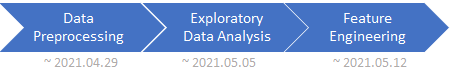 Data
Preprocessing
Exploratory
Data Analysis
Feature
Engineering
~ 2021.04.29
~ 2021.05.05
~ 2021.05.12